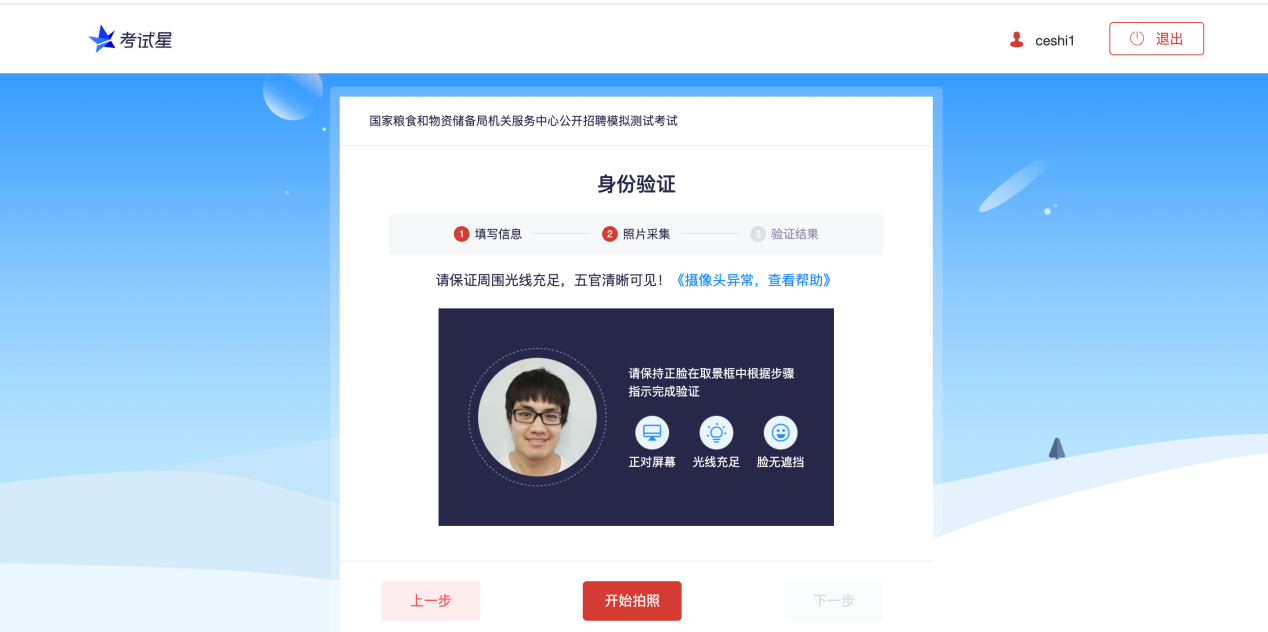 考试星
ceshi1
退出
国家粮食和物资储备局机关服务中心公开招聘模拟测试考试
身份验证
1 填写信息 2 照片采集 3 验证结果
请保证周围光线充足，五官清晰可见！《摄像头异常，查看帮助》
请保持正脸在取景框中根据步骤
指示完成验证
正对屏幕 光线充足 脸无遮挡
上一步 开始拍照 下一步